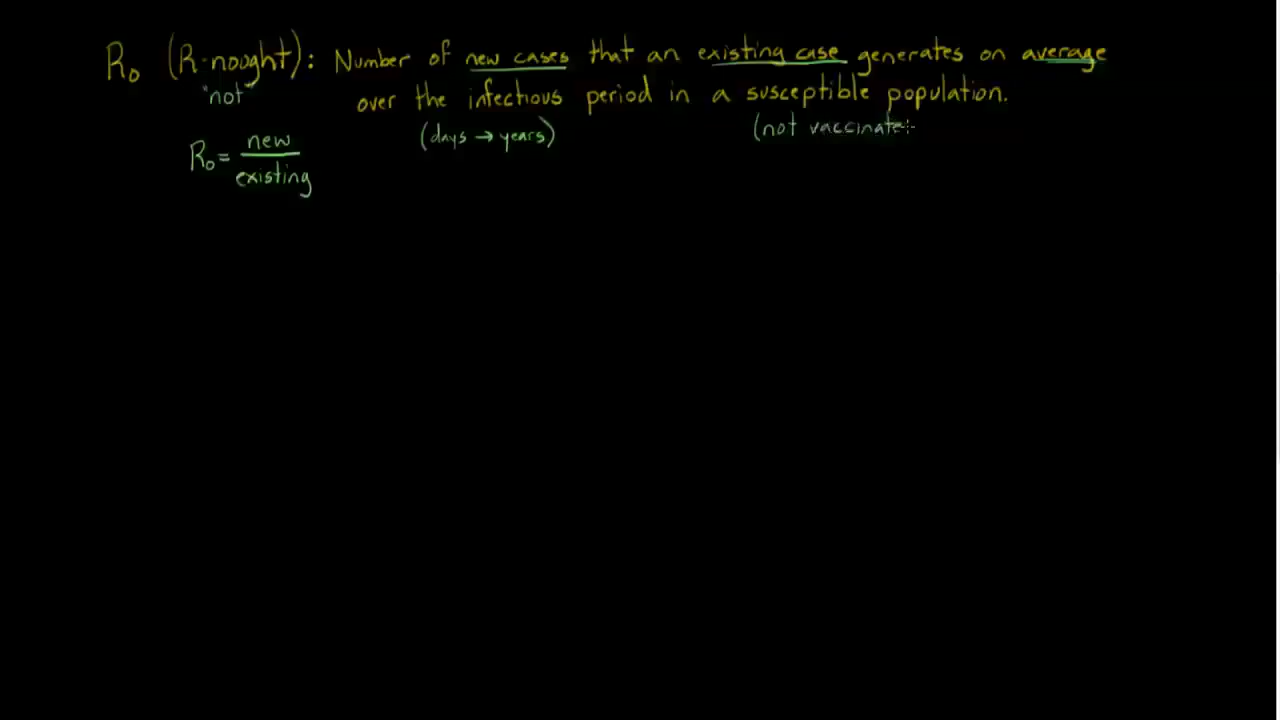 R₀ (R-nought): Number of new cases that an existing case generates on average
"not" over the infectious period in a susceptible population.
(days → years) (not vaccinate
R₀ = new / existing